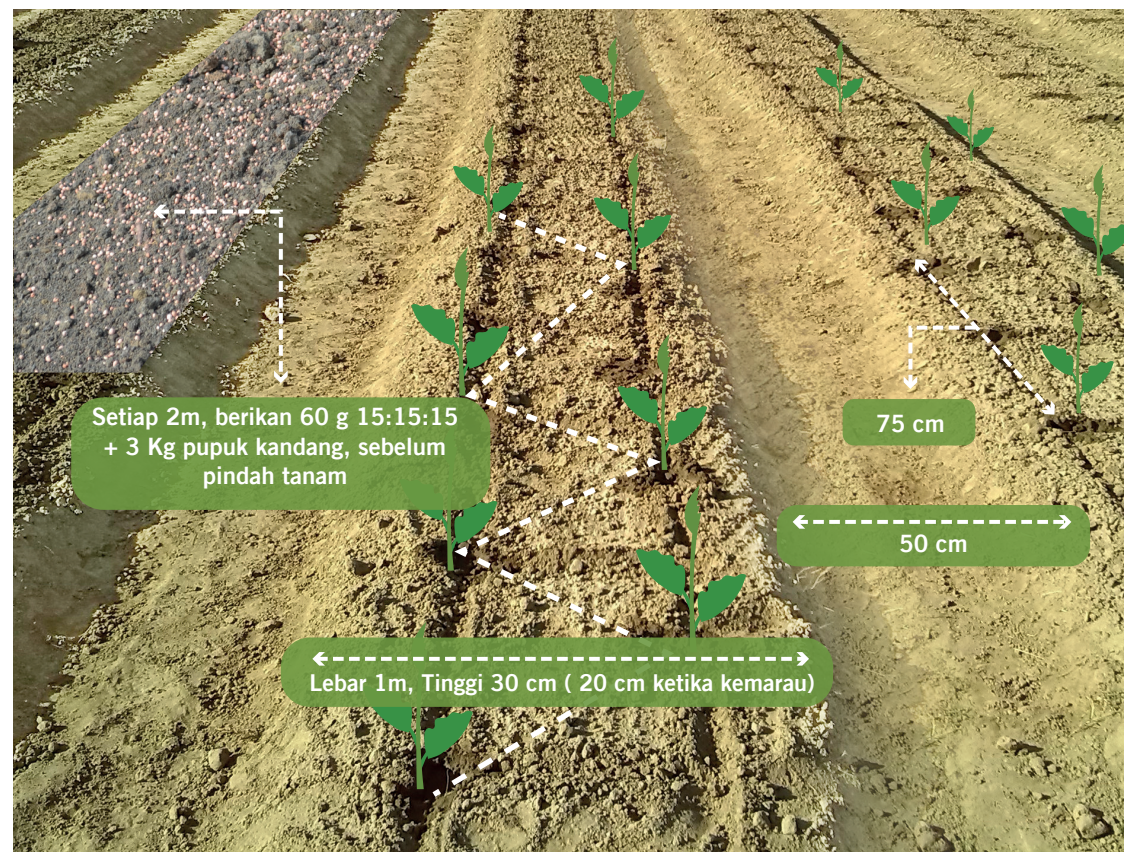 Setiap 2m, berikan 60 g 15:15:15
+ 3 Kg pupuk kandang, sebelum
pindah tanam
75 cm
50 cm
Lebar 1m, Tinggi 30 cm ( 20 cm ketika kemarau)